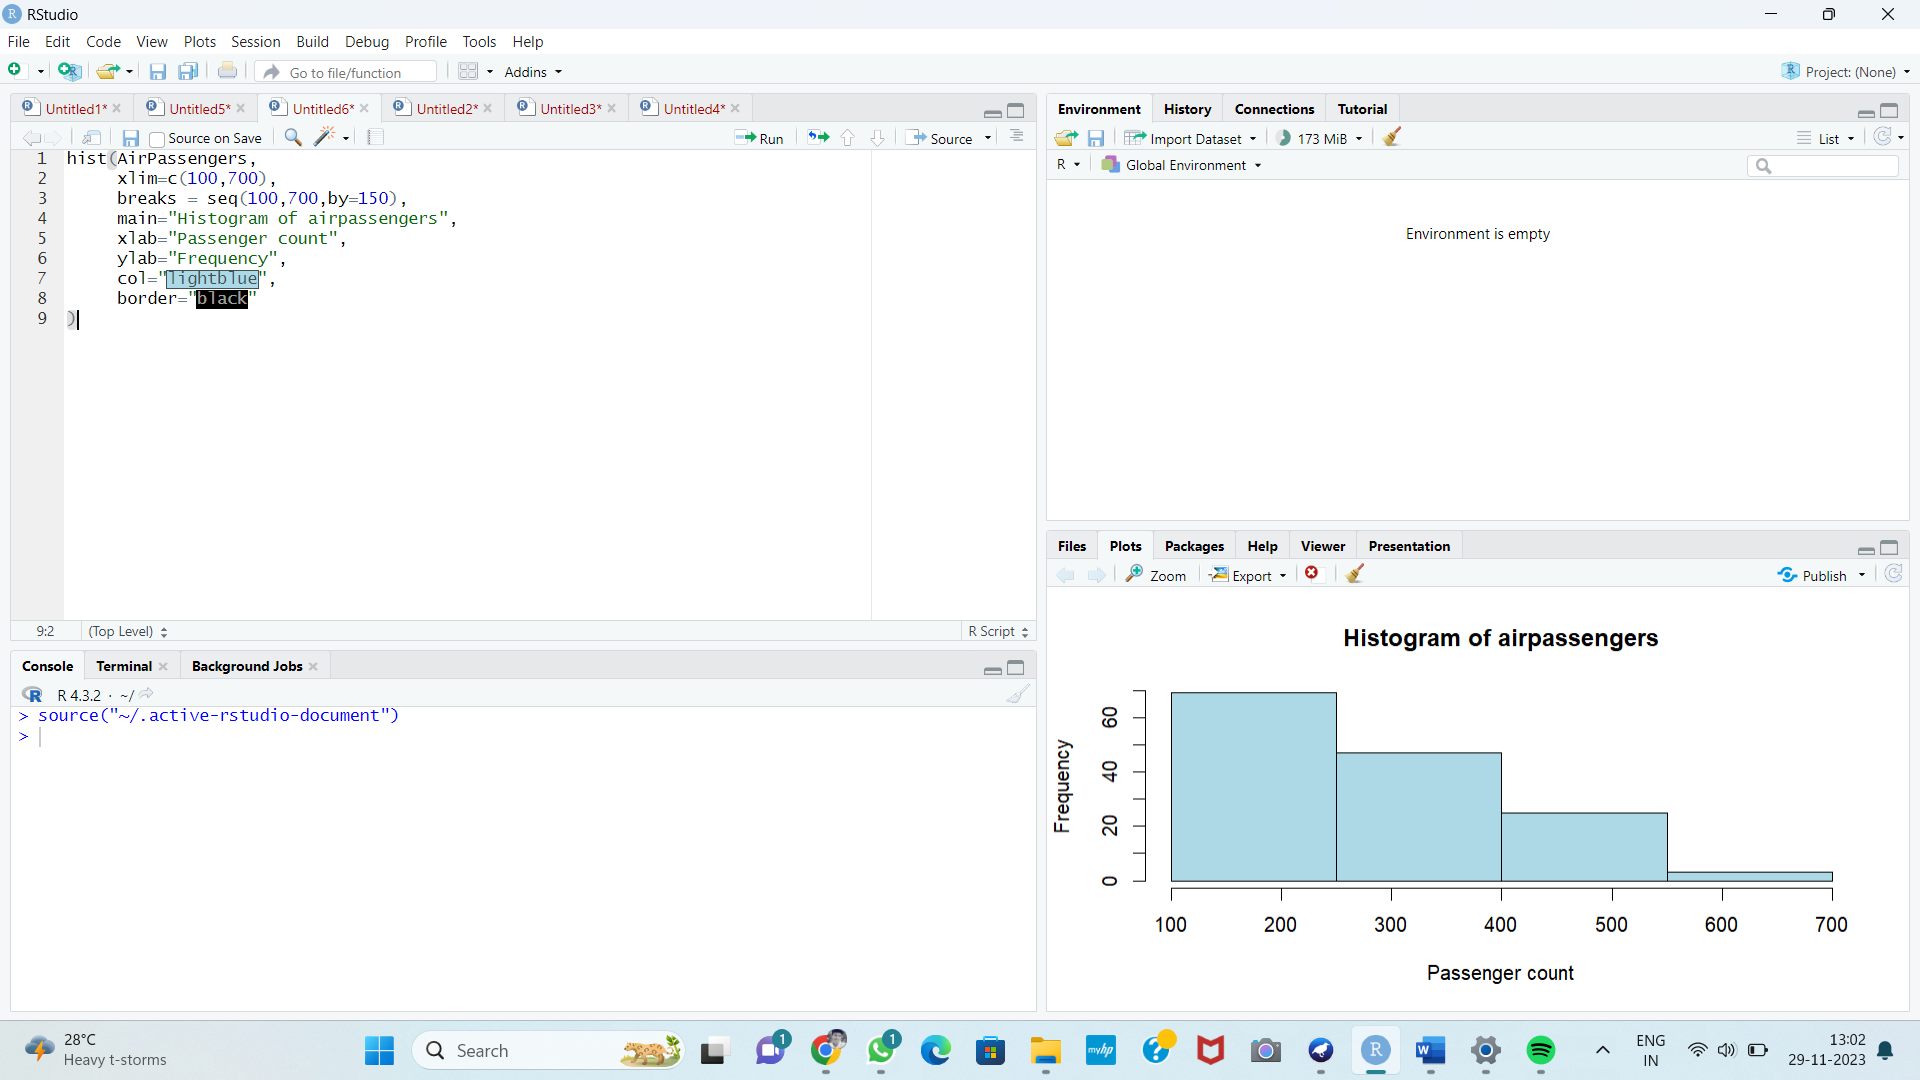 RStudio
File Edit Code View Plots Session Build Debug Profile Tools Help
Go to file/function Addins Project: (None)
Untitled1* Untitled5* Untitled6* Untitled2* Untitled3* Untitled4*
Source on Save Run Source
1 hist(AirPassengers,
2 xlim=c(100,700),
3 breaks = seq(100,700,by=150),
4 main="Histogram of airpassengers",
5 xlab="Passenger count",
6 ylab="Frequency",
7 col="lightblue",
8 border="black"
9 )
9:2 (Top Level) R Script
Console Terminal Background Jobs
R 4.3.2 · ~/
> source("~/.active-rstudio-document")
>
Environment History Connections Tutorial
Import Dataset 173 MiB List
R Global Environment
Environment is empty
Files Plots Packages Help Viewer Presentation
Zoom Export Publish
Histogram of airpassengers
Frequency
0 20 40 60
100 200 300 400 500 600 700
Passenger count
28°C
Heavy t-storms
Search
1
1
myhp
ENG
IN
13:02
29-11-2023